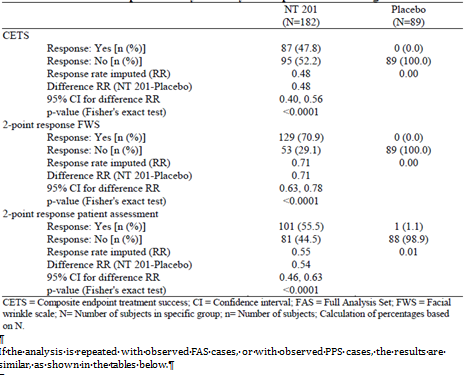 NT 201 Placebo
(N=182) (N=89)
CETS
Response: Yes [n (%)] 87 (47.8) 0 (0.0)
Response: No [n (%)] 95 (52.2) 89 (100.0)
Response rate imputed (RR) 0.48 0.00
Difference RR (NT 201-Placebo) 0.48
95% CI for difference RR 0.40, 0.56
p-value (Fisher's exact test) <0.0001
2-point response FWS
Response: Yes [n (%)] 129 (70.9) 0 (0.0)
Response: No [n (%)] 53 (29.1) 89 (100.0)
Response rate imputed (RR) 0.71 0.00
Difference RR (NT 201-Placebo) 0.71
95% CI for difference RR 0.63, 0.78
p-value (Fisher's exact test) <0.0001
2-point response patient assessment
Response: Yes [n (%)] 101 (55.5) 1 (1.1)
Response: No [n (%)] 81 (44.5) 88 (98.9)
Response rate imputed (RR) 0.55 0.01
Difference RR (NT 201-Placebo) 0.54
95% CI for difference RR 0.46, 0.63
p-value (Fisher's exact test) <0.0001
CETS = Composite endpoint treatment success; CI = Confidence interval; FAS = Full Analysis Set; FWS = Facial
wrinkle scale; N= Number of subjects in specific group; n= Number of subjects; Calculation of percentages based
on N.
¶
If the analysis is repeated with observed FAS cases, or with observed PPS cases, the results are
similar, as shown in the tables below.¶